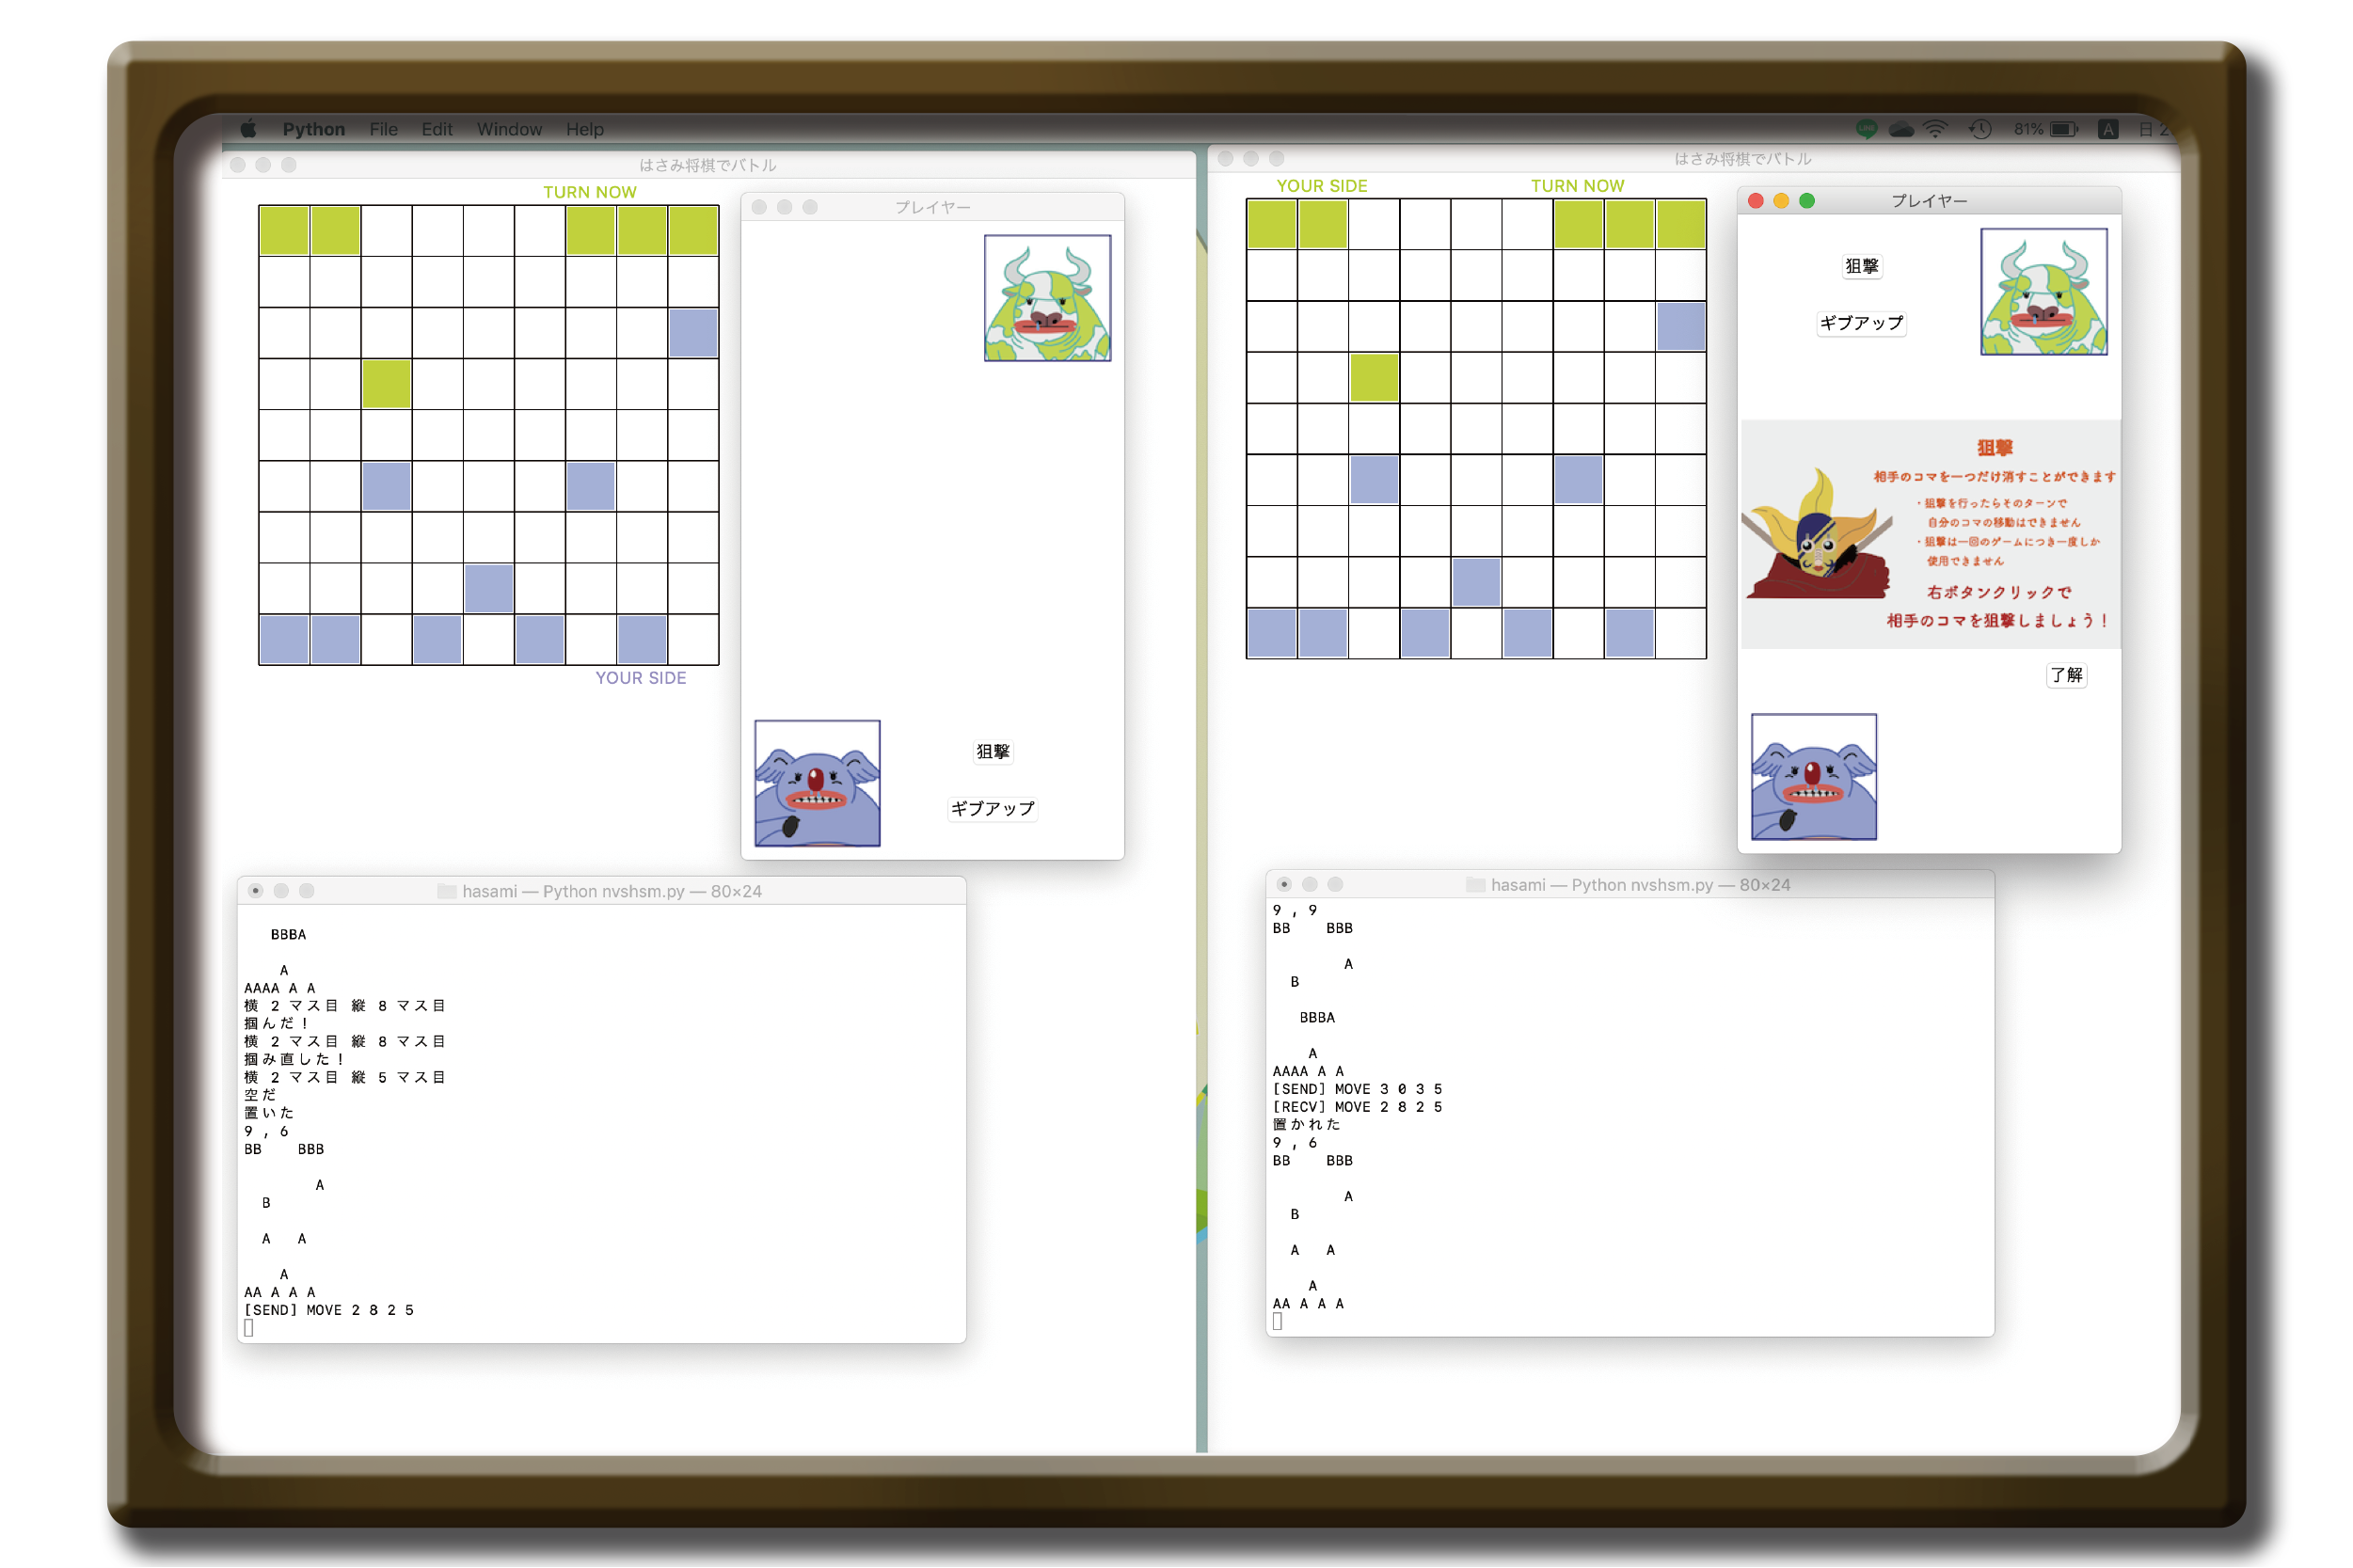 Python File Edit Window Help
LINE 81% A 日 2
はさみ将棋でバトル
TURN NOW
YOUR SIDE
プレイヤー
狙撃
ギブアップ
hasami — Python nvshsm.py — 80×24
BBBA
A
AAAA A A
横 2 マス目 縦 8 マス目
掴んだ!
横 2 マス目 縦 8 マス目
掴み直した!
横 2 マス目 縦 5 マス目
空だ
置いた
9 , 6
BB    BBB
A
B
A   A
A
AA A A A
[SEND] MOVE 2 8 2 5
はさみ将棋でバトル
YOUR SIDE
TURN NOW
プレイヤー
狙撃
ギブアップ
狙撃
相手のコマを一つだけ消すことができます
・狙撃を行ったらそのターンで
自分のコマの移動はできません
・狙撃は一回のゲームにつき一度しか
使用できません
右ボタンクリックで
相手のコマを狙撃しましょう!
了解
hasami — Python nvshsm.py — 80×24
9 , 9
BB    BBB
A
B
BBBA
A
AAAA A A
[SEND] MOVE 3 0 3 5
[RECV] MOVE 2 8 2 5
置かれた
9 , 6
BB    BBB
A
B
A   A
A
AA A A A